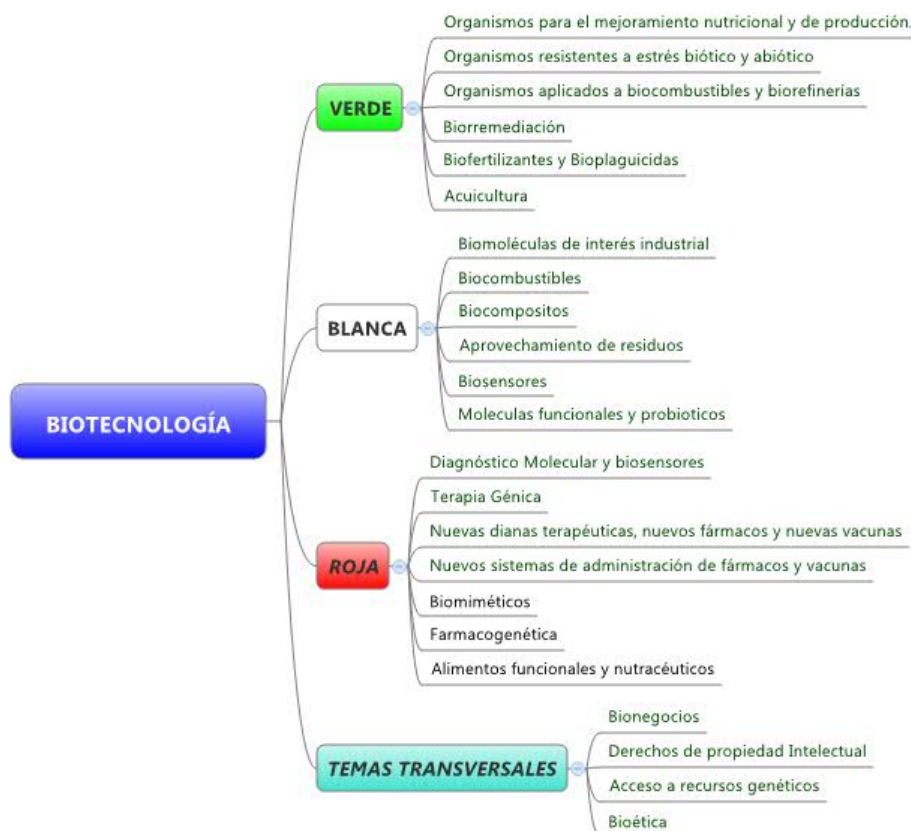 BIOTECNOLOGÍA
VERDE
Organismos para el mejoramiento nutricional y de producción.
Organismos resistentes a estrés biótico y abiótico
Organismos aplicados a biocombustibles y biorefinerías
Biorremediación
Biofertilizantes y Bioplaguicidas
Acuicultura
BLANCA
Biomoléculas de interés industrial
Biocombustibles
Biocompositos
Aprovechamiento de residuos
Biosensores
Moleculas funcionales y probioticos
ROJA
Diagnóstico Molecular y biosensores
Terapia Génica
Nuevas dianas terapéuticas, nuevos fármacos y nuevas vacunas
Nuevos sistemas de administración de fármacos y vacunas
Biomiméticos
Farmacogenética
Alimentos funcionales y nutracéuticos
TEMAS TRANSVERSALES
Bionegocios
Derechos de propiedad Intelectual
Acceso a recursos genéticos
Bioética